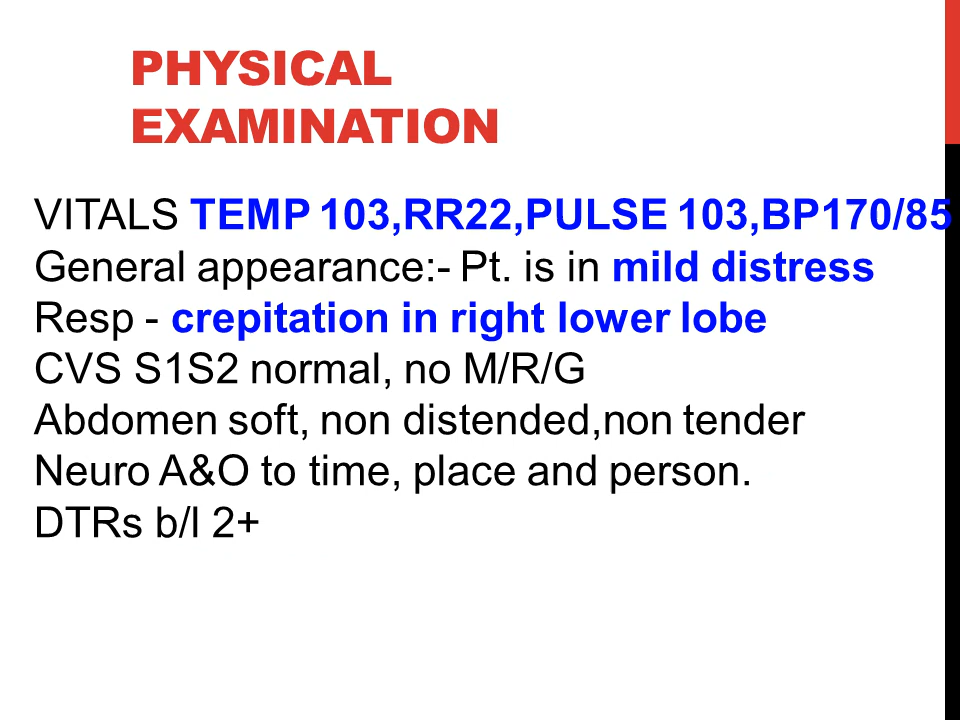 PHYSICAL
EXAMINATION
VITALS TEMP 103,RR22,PULSE 103,BP170/85
General appearance:- Pt. is in mild distress
Resp - crepitation in right lower lobe
CVS S1S2 normal, no M/R/G
Abdomen soft, non distended,non tender
Neuro A&O to time, place and person.
DTRs b/l 2+